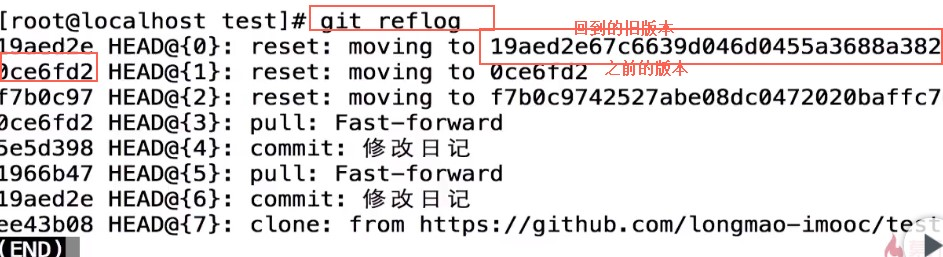 [root@localhost test]# git reflog
回到的旧版本
19aed2e HEAD@{0}: reset: moving to 19aed2e67c6639d046d0455a3688a382
之前的版本
0ce6fd2 HEAD@{1}: reset: moving to 0ce6fd2
f7b0c97 HEAD@{2}: reset: moving to f7b0c9742527abe08dc0472020baffc7
0ce6fd2 HEAD@{3}: pull: Fast-forward
5e5d398 HEAD@{4}: commit: 修改日记
1966b47 HEAD@{5}: pull: Fast-forward
19aed2e HEAD@{6}: commit: 修改日记
ee43b08 HEAD@{7}: clone: from https://github.com/longmao-imooc/test
(END)